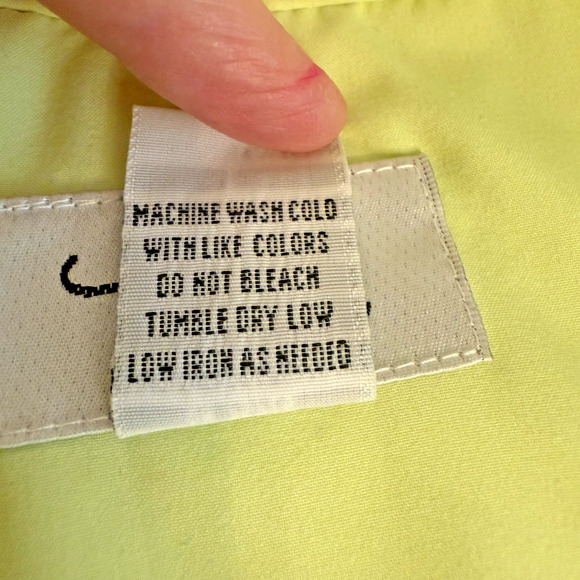 MACHINE WASH COLD
WITH LIKE COLORS
DO NOT BLEACH
TUMBLE DRY LOW
LOW IRON AS NEEDED